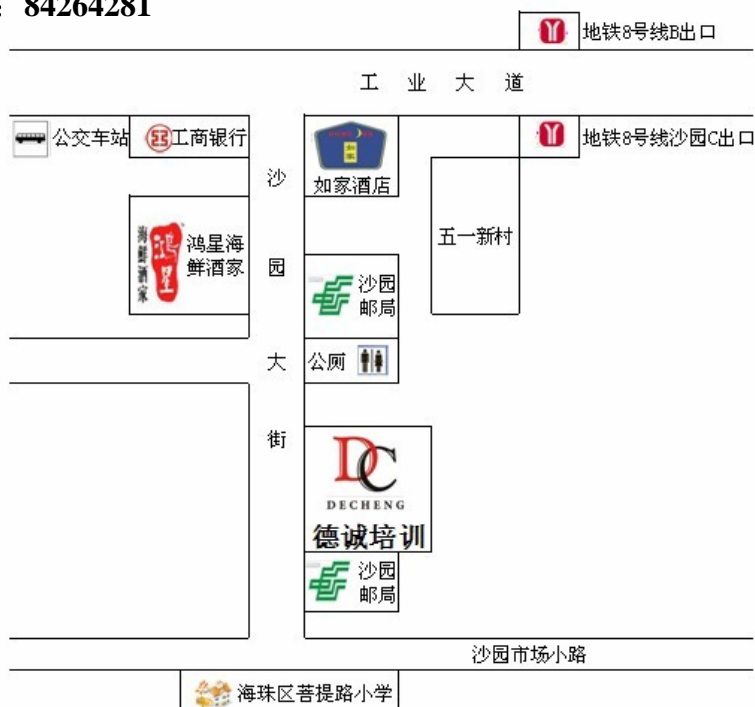 84264281
地铁8号线B出口
工业大道
公交车站
工商银行
如家酒店
地铁8号线沙园C出口
沙园大街
海鲜酒家
鸿星
鸿星海
鲜酒家
五一新村
沙园
邮局
公厕
DC
DECHENG
德诚培训
沙园
邮局
沙园市场小路
海珠区菩提路小学